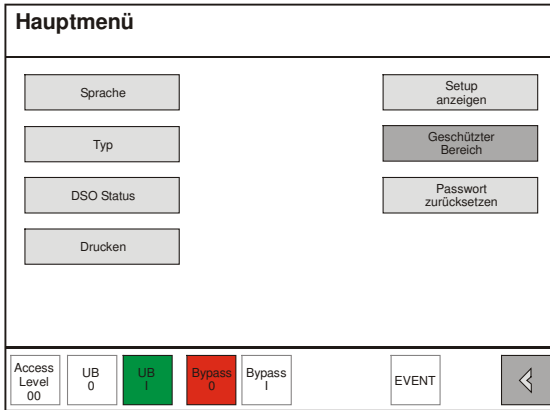 Hauptmenü
Sprache
Setup
anzeigen
Typ
Geschützter
Bereich
DSO Status
Passwort
zurücksetzen
Drucken
Access
Level
00
UB
0
UB
I
Bypass
0
Bypass
I
EVENT